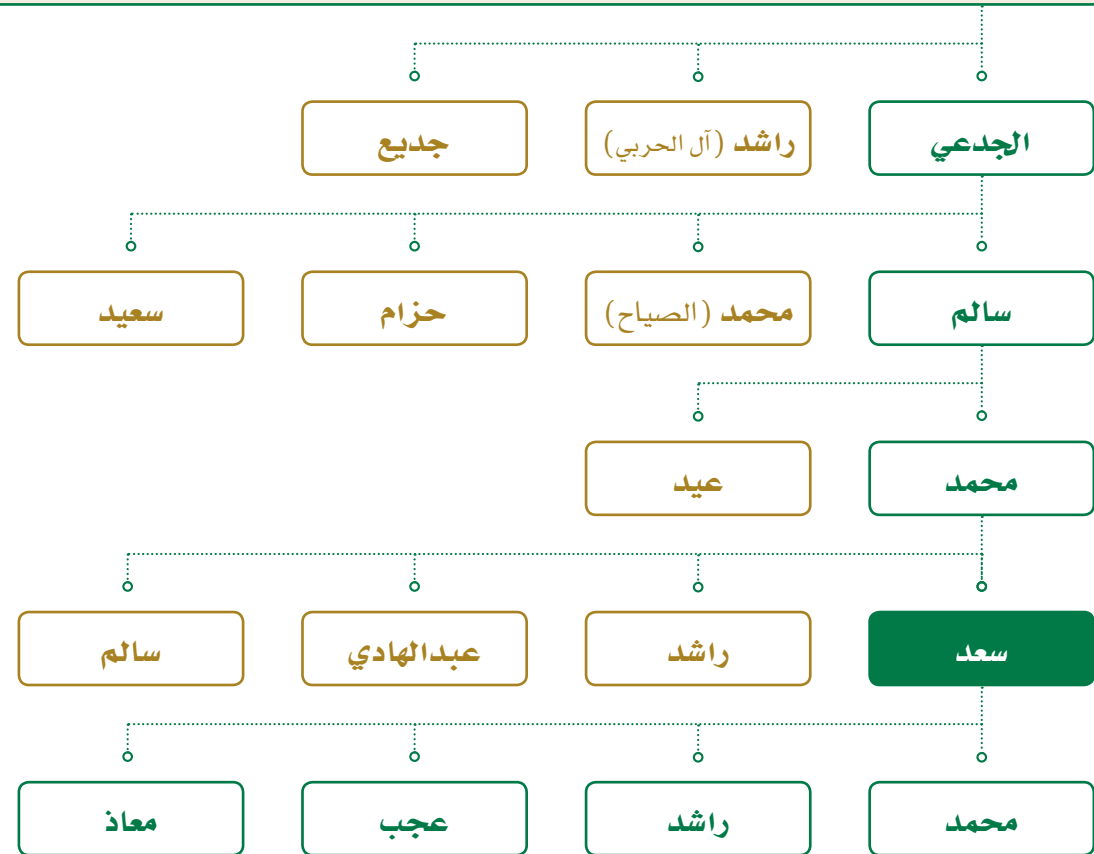 الجدعي
راشد (آل الحربي)
جديع
سالم
محمد (الصياح)
حزام
سعيد
محمد
عيد
سعد
راشد
عبدالهادي
سالم
محمد
راشد
عجب
معاذ